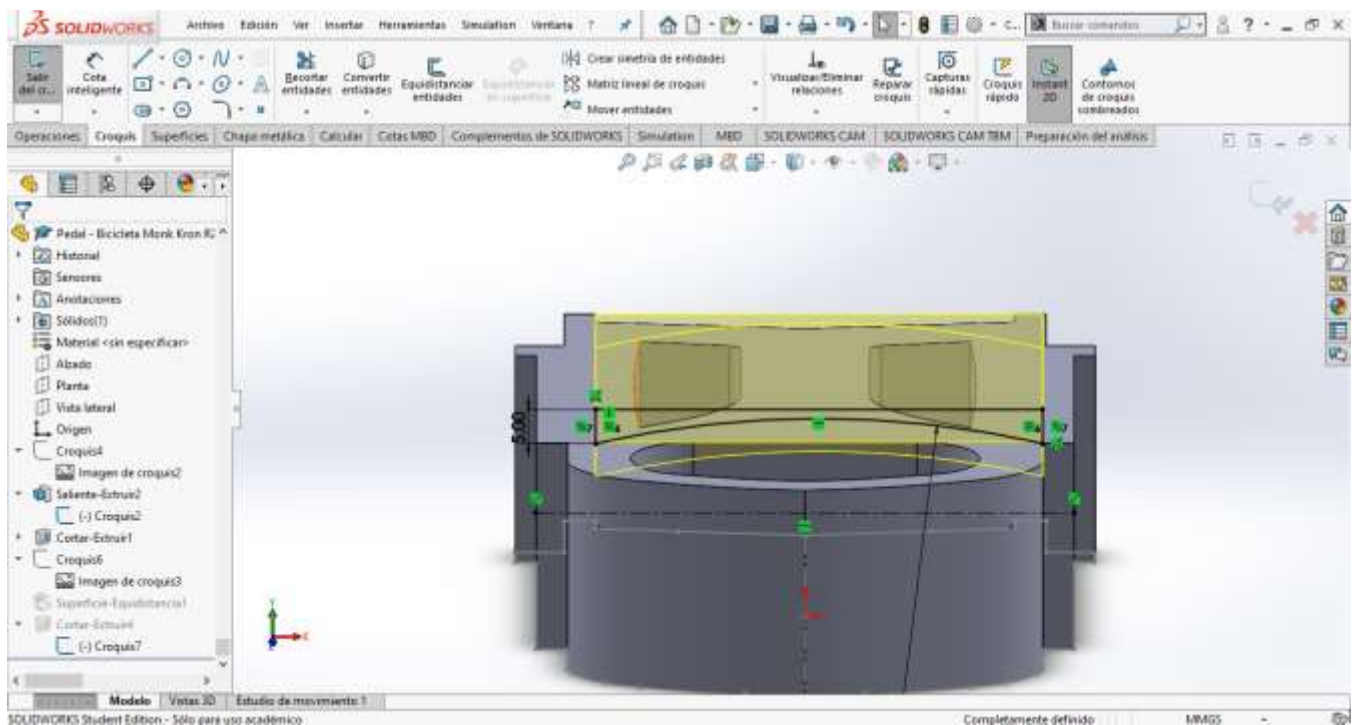 SOLIDWORKS Archivo Edición Ver Insertar Herramientas Simulation Ventana ? Buscar comandos
Salir del cr...
Cota inteligente
Recortar entidades
Convertir entidades
Equidistanciar entidades
Crear simetría de entidades
Matriz lineal de croquis
Mover entidades
Visualizar/Eliminar relaciones
Reparar croquis
Capturas rápidas
Croquis rápido
Instant 2D
Contornos de croquis sombreados
Operaciones Croquis Superficies Chapa metálica Calcular Cotas MBD Complementos de SOLIDWORKS Simulation MBD SOLIDWORKS CAM SOLIDWORKS CAM TBM Preparación del análisis
Pedal - Bicicleta Monk Kron
Historial
Sensores
Anotaciones
Sólidos(1)
Material <sin especificar>
Alzado
Planta
Vista lateral
Origen
Croquis4
Imagen de croquis2
Saliente-Extruir2
(-) Croquis2
Cortar-Extruir1
Croquis6
Imagen de croquis3
Superficie-Equidistancia1
Cortar-Extruir4
(-) Croquis7
5.00
Y
X
Z
Modelo Vistas 3D Estudio de movimiento 1
SOLIDWORKS Student Edition - Sólo para uso académico Completamente definido MMGS